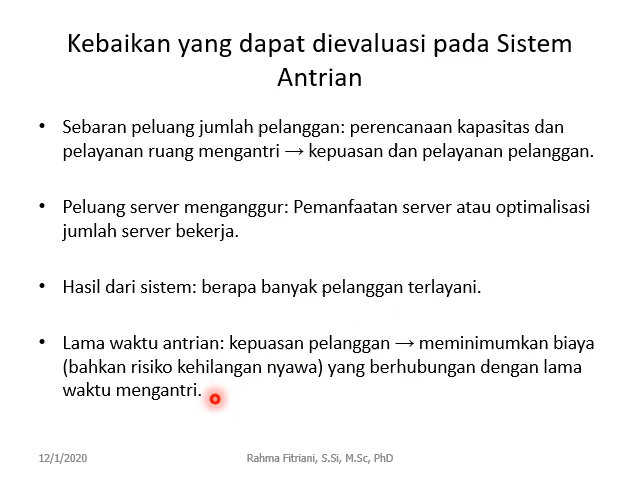 Kebaikan yang dapat dievaluasi pada Sistem
Antrian
• Sebaran peluang jumlah pelanggan: perencanaan kapasitas dan
pelayanan ruang mengantri → kepuasan dan pelayanan pelanggan.
• Peluang server menganggur: Pemanfaatan server atau optimalisasi
jumlah server bekerja.
• Hasil dari sistem: berapa banyak pelanggan terlayani.
• Lama waktu antrian: kepuasan pelanggan → meminimumkan biaya
(bahkan risiko kehilangan nyawa) yang berhubungan dengan lama
waktu mengantri.
12/1/2020 Rahma Fitriani, S.Si, M.Sc, PhD